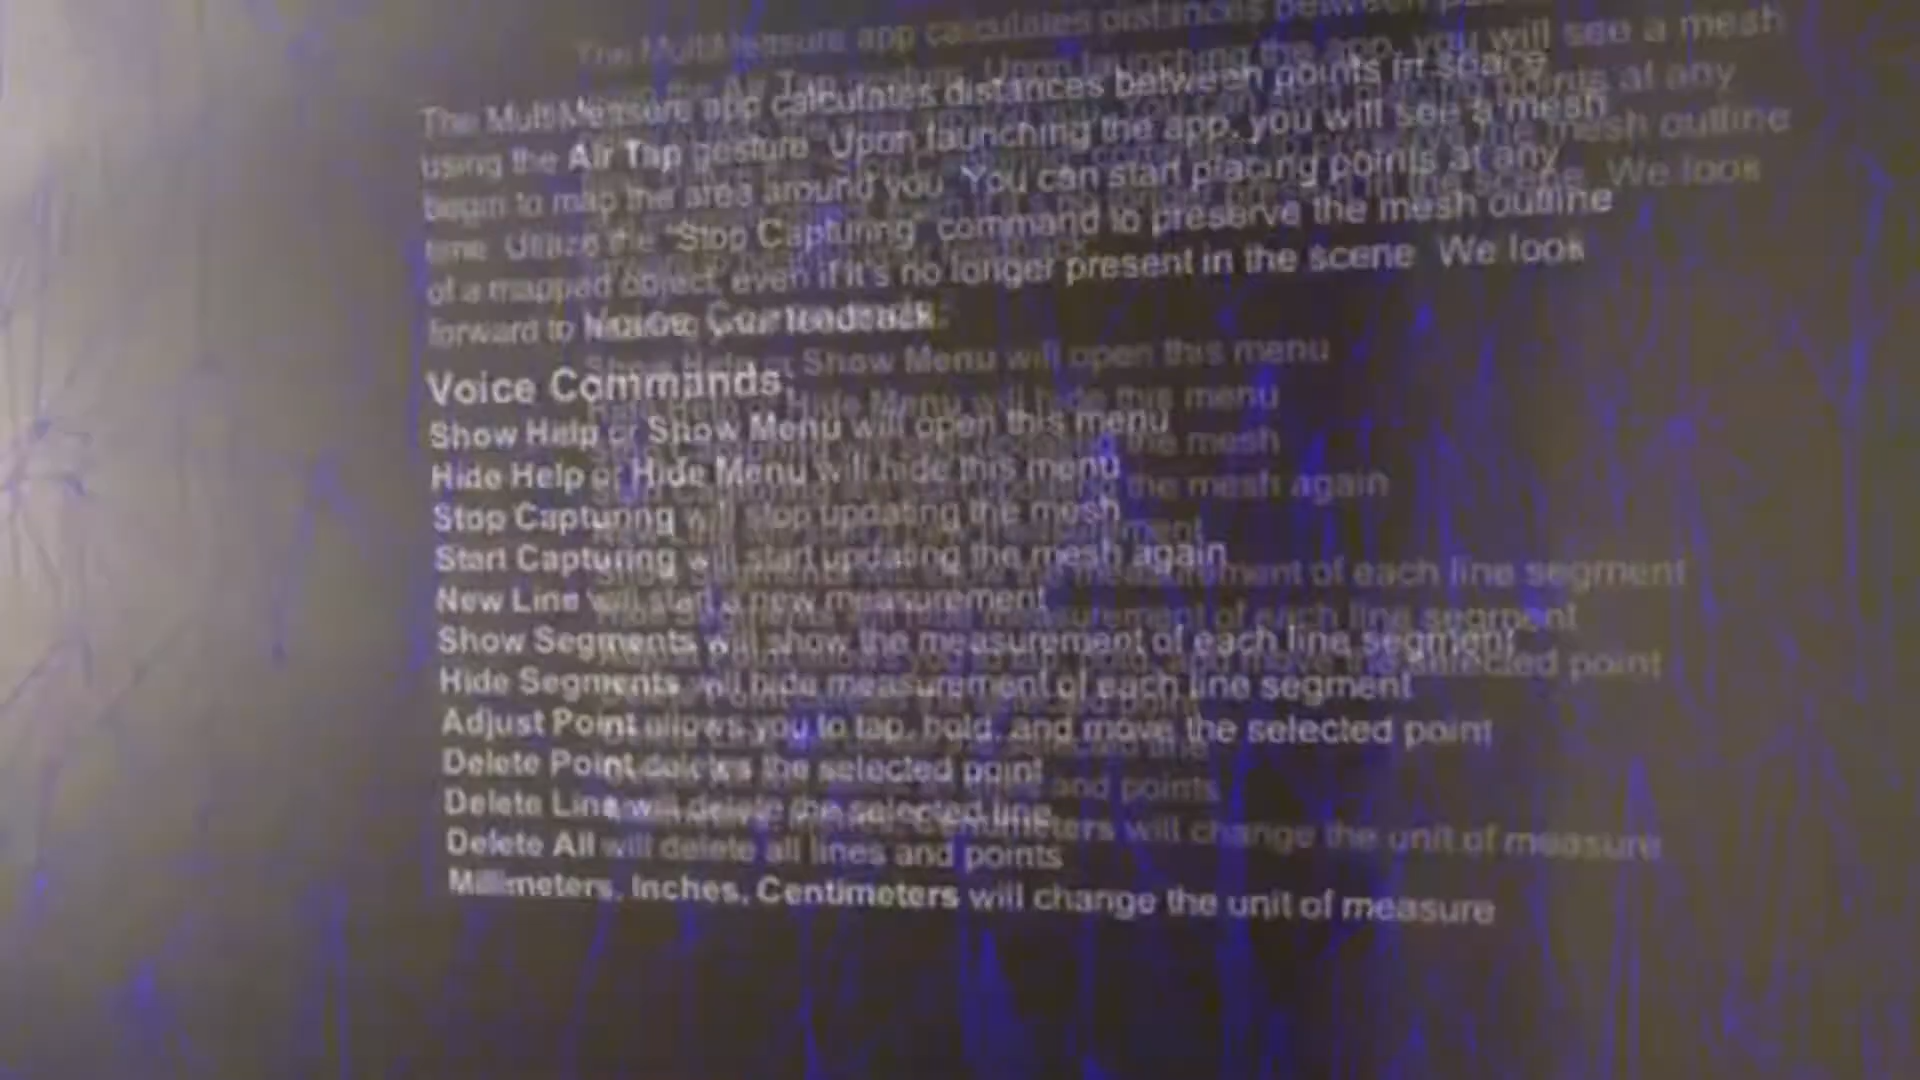 The MultiMeasure app calculates distances between points in space
using the Air Tap gesture. Upon launching the app, you will see a mesh
begin to map the area around you. You can start placing points at any
time. Utilize the "Stop Capturing" command to preserve the mesh outline
of a mapped object, even if it's no longer present in the scene. We look
forward to hearing your feedback.
Voice Commands:
Show Help or Show Menu will open this menu
Hide Help or Hide Menu will hide this menu
Stop Capturing will stop updating the mesh
Start Capturing will start updating the mesh again
New Line will start a new measurement
Show Segments will show the measurement of each line segment
Hide Segments will hide measurement of each line segment
Adjust Point allows you to tap, hold, and move the selected point
Delete Point deletes the selected point
Delete Line will delete the selected line
Delete All will delete all lines and points
Millimeters, Inches, Centimeters will change the unit of measure